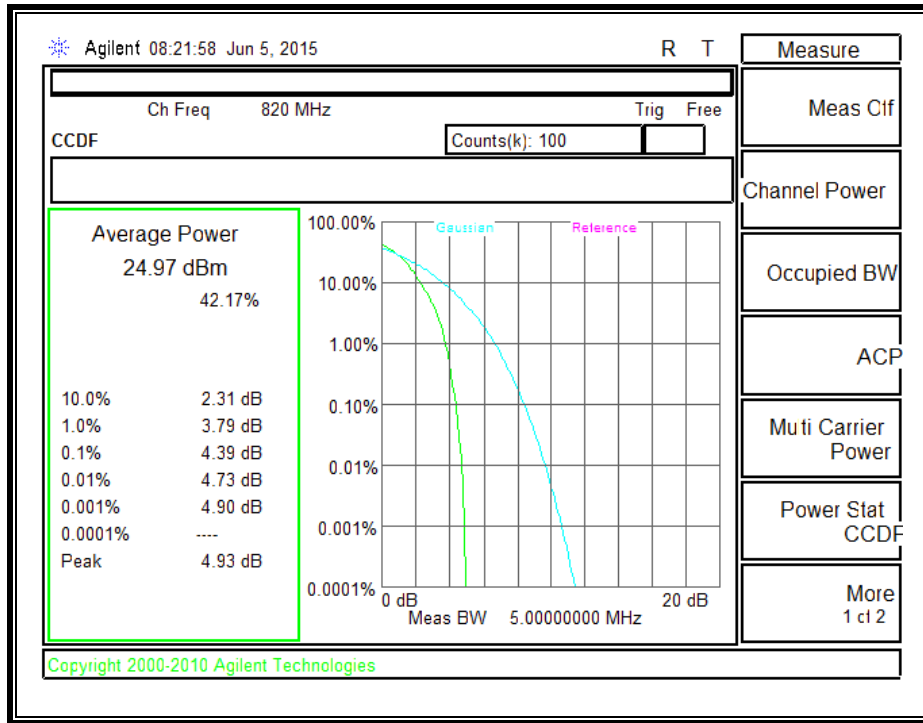 Agilent 08:21:58 Jun 5, 2015 R T
Ch Freq 820 MHz Trig Free
CCDF Counts(k): 100
Average Power
24.97 dBm
42.17%
10.0% 2.31 dB
1.0% 3.79 dB
0.1% 4.39 dB
0.01% 4.73 dB
0.001% 4.90 dB
0.0001% ----
Peak 4.93 dB
Gaussian Reference
100.00%
10.00%
1.00%
0.10%
0.01%
0.001%
0.0001%
0 dB 20 dB
Meas BW 5.00000000 MHz
Measure
Meas Off
Channel Power
Occupied BW
ACP
Multi Carrier
Power
Power Stat
CCDF
More
1 of 2
Copyright 2000-2010 Agilent Technologies